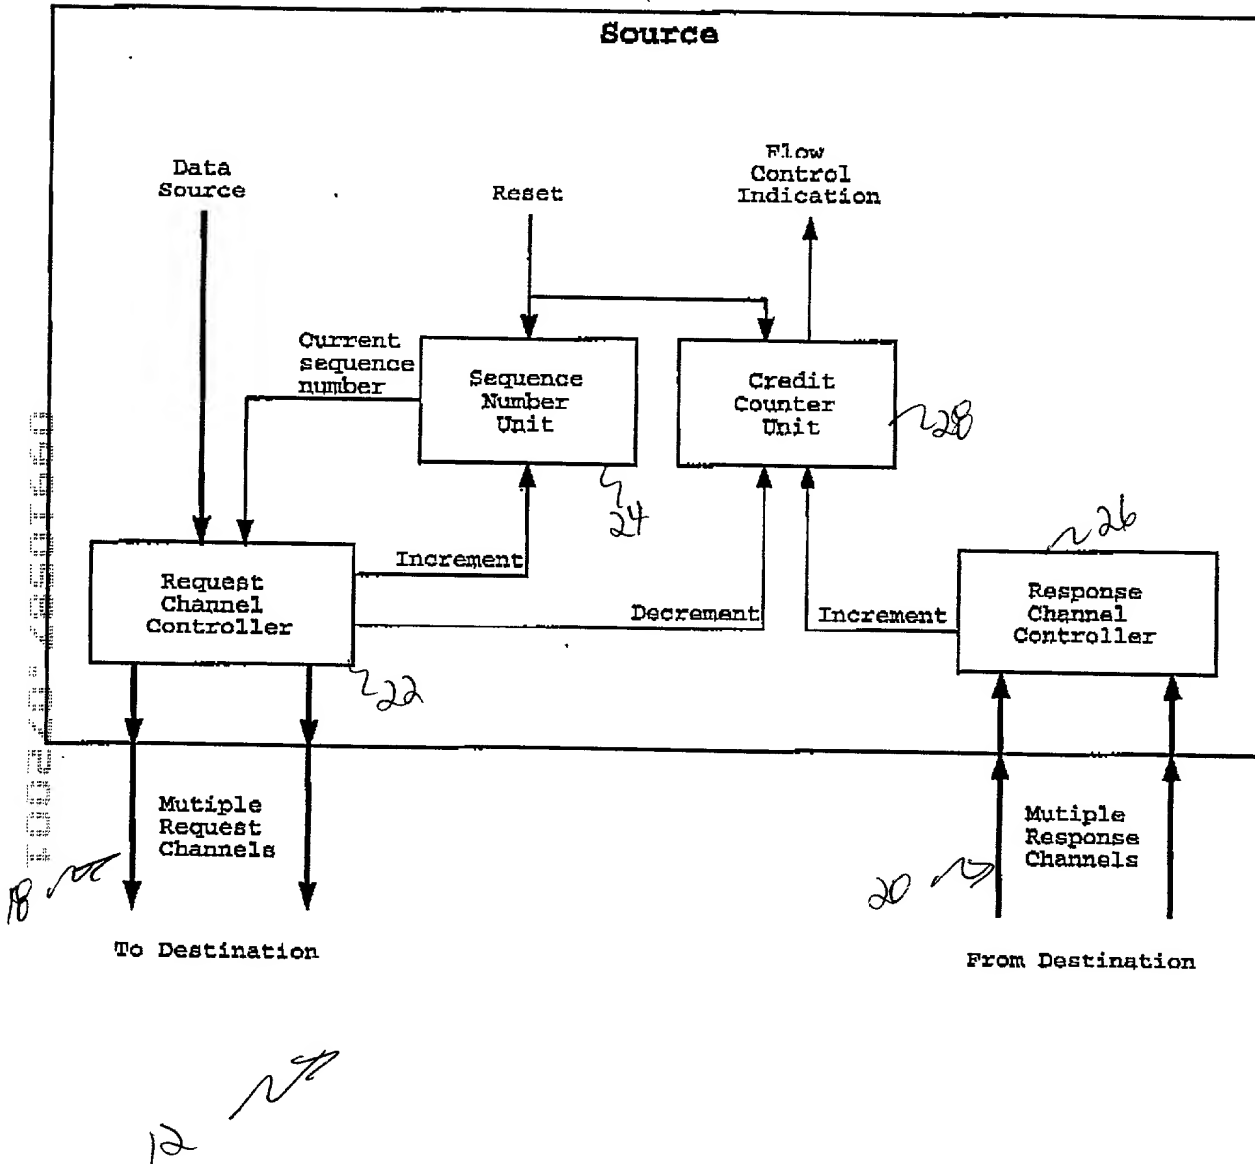 Source
Data
Source
Reset
Flow
Control
Indication
Current
sequence
number
Sequence
Number
Unit
Credit
Counter
Unit
28
24
26
Request
Channel
Controller
Increment
Decrement
Increment
Response
Channel
Controller
22
Mutiple
Request
Channels
18
Mutiple
Response
Channels
20
To Destination
From Destination
12